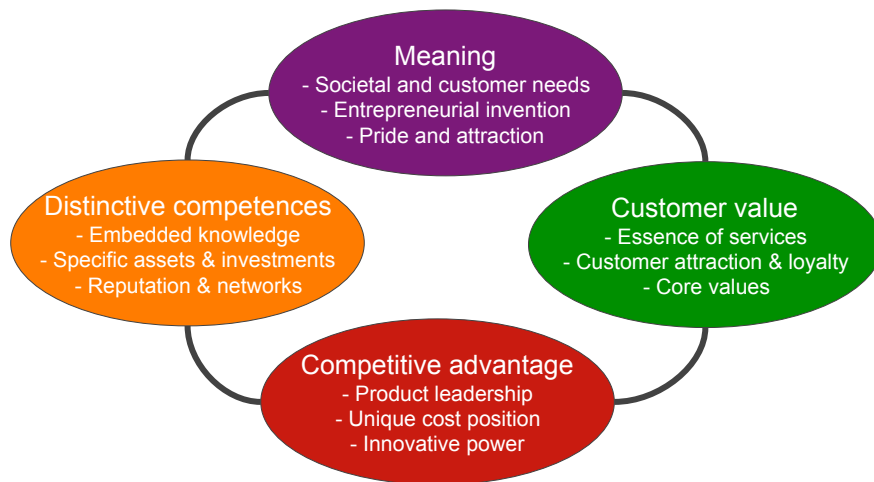 Meaning
- Societal and customer needs
- Entrepreneurial invention
- Pride and attraction
Distinctive competences
- Embedded knowledge
- Specific assets & investments
- Reputation & networks
Customer value
- Essence of services
- Customer attraction & loyalty
- Core values
Competitive advantage
- Product leadership
- Unique cost position
- Innovative power